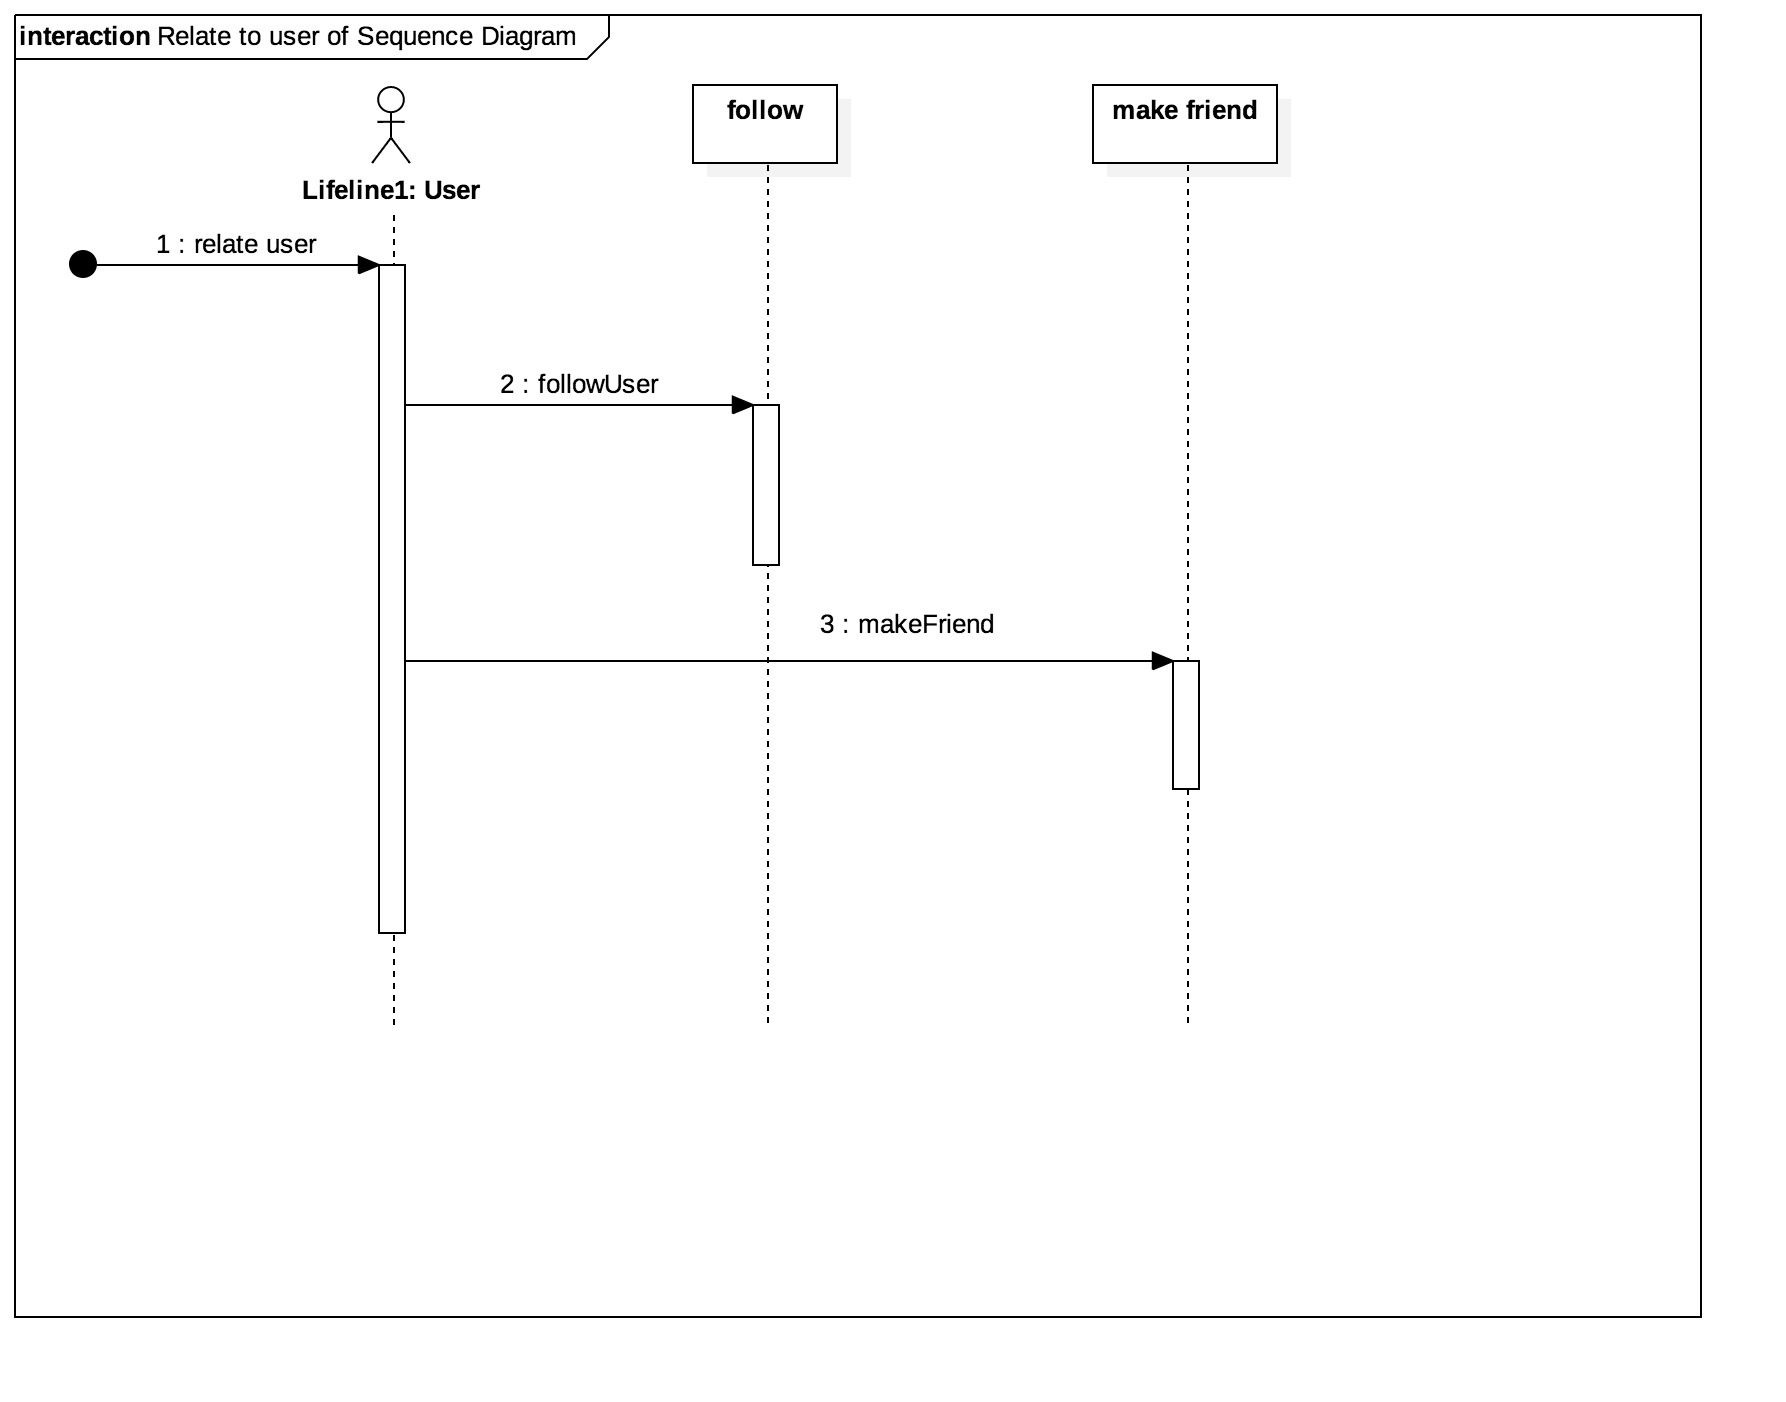 interaction Relate to user of Sequence Diagram
follow
make friend
Lifeline1: User
1 : relate user
2 : followUser
3 : makeFriend